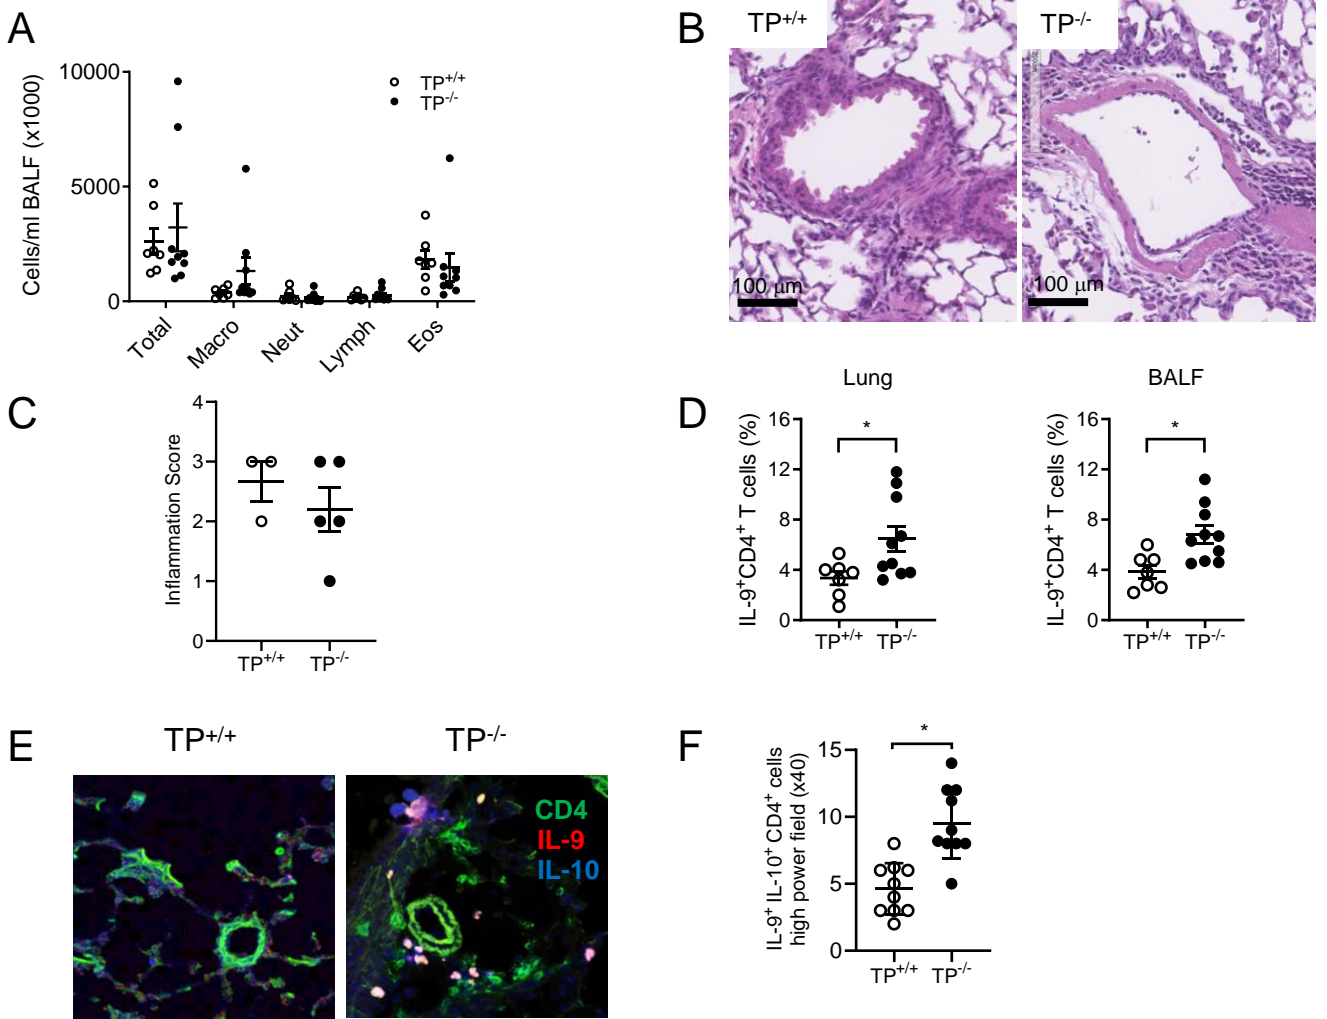 A
Cells/ml BALF (x1000)
10000
5000
0
TP+/+
TP-/-
Total
Macro
Neut
Lymph
Eos
B
TP+/+
TP-/-
100 µm
100 µm
C
Inflammation Score
4
3
2
1
0
TP+/+
TP-/-
D
Lung
IL-9+CD4+ T cells (%)
16
12
8
4
0
*
TP+/+
TP-/-
BALF
IL-9+CD4+ T cells (%)
16
12
8
4
0
*
TP+/+
TP-/-
E
TP+/+
TP-/-
CD4
IL-9
IL-10
F
IL-9+ IL-10+ CD4+ cells
high power field (x40)
15
10
5
0
*
TP+/+
TP-/-